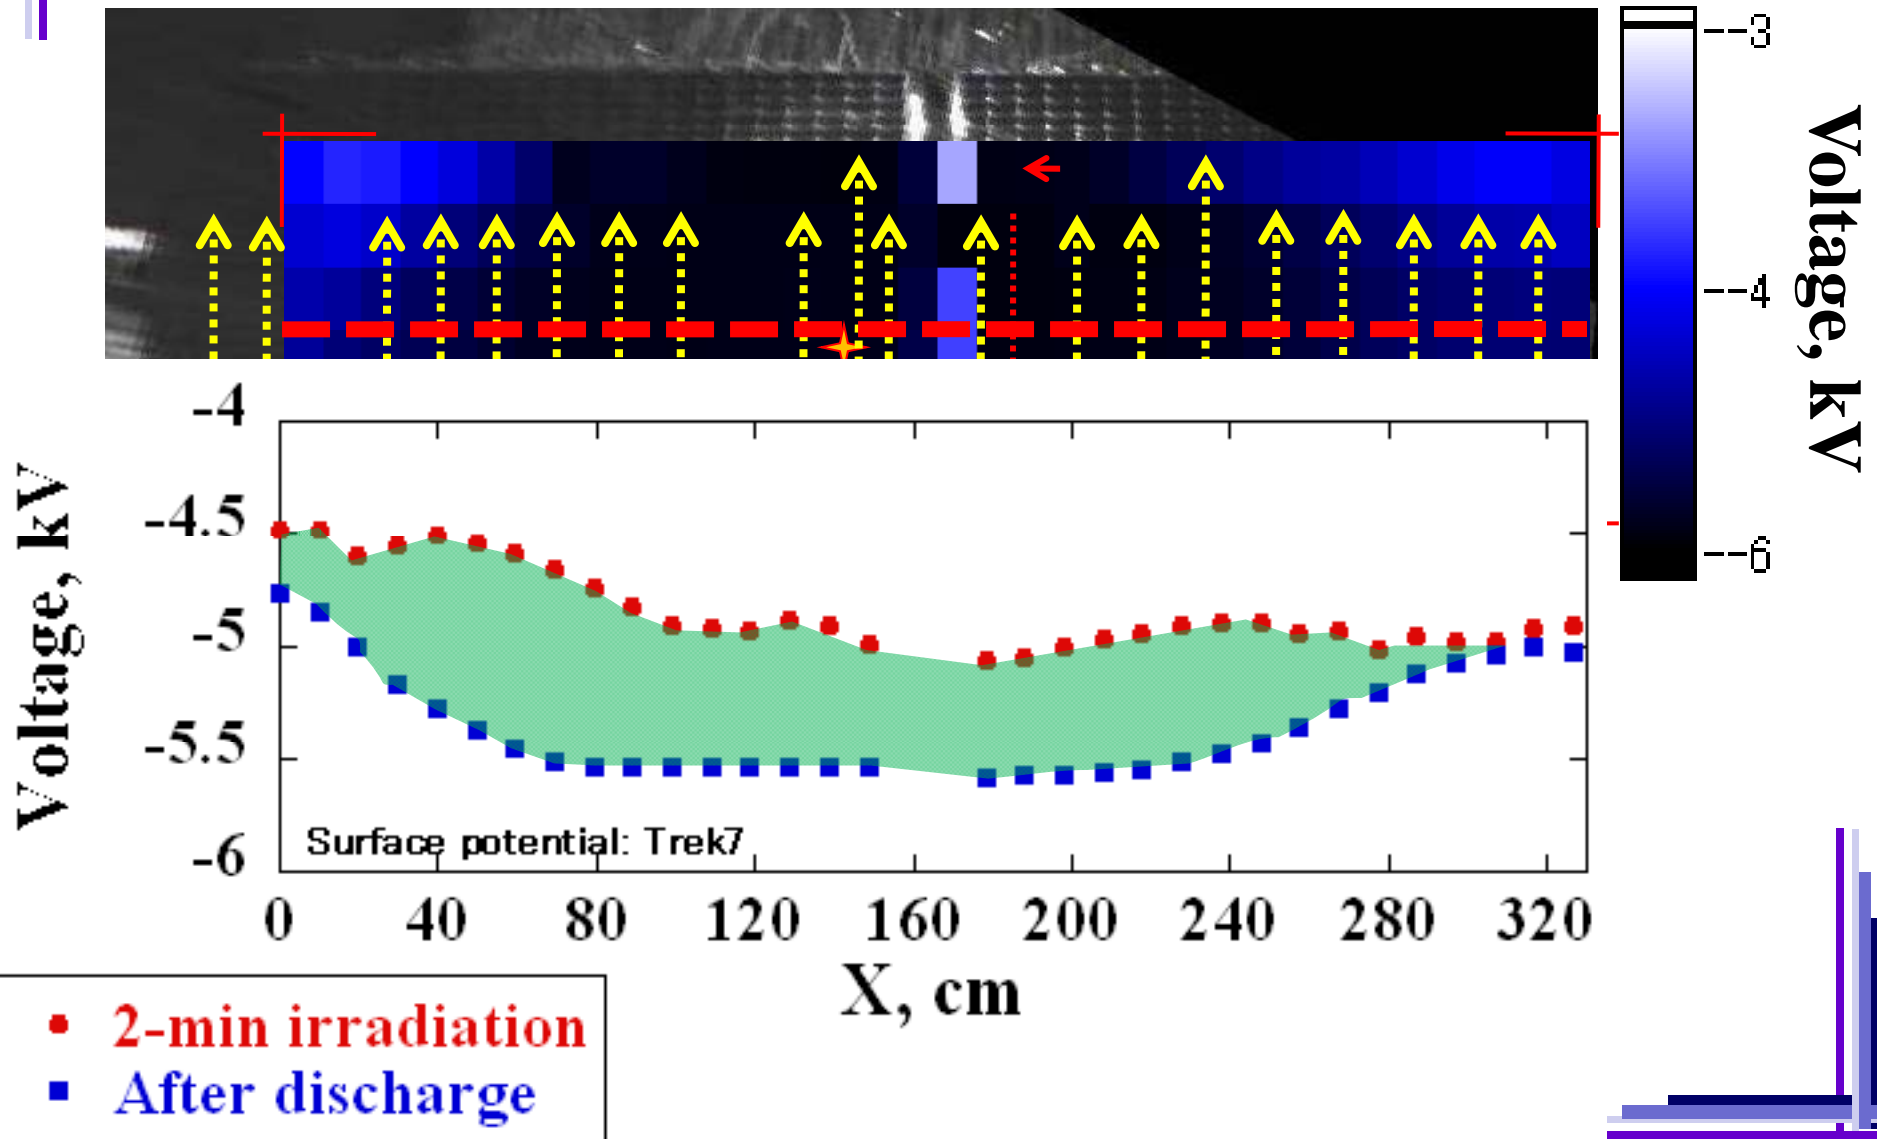 --3
--4
--6
Voltage, kV
-4
-4.5
-5
-5.5
-6
Voltage, kV
Surface potential: Trek7
0 40 80 120 160 200 240 280 320
X, cm
2-min irradiation
After discharge